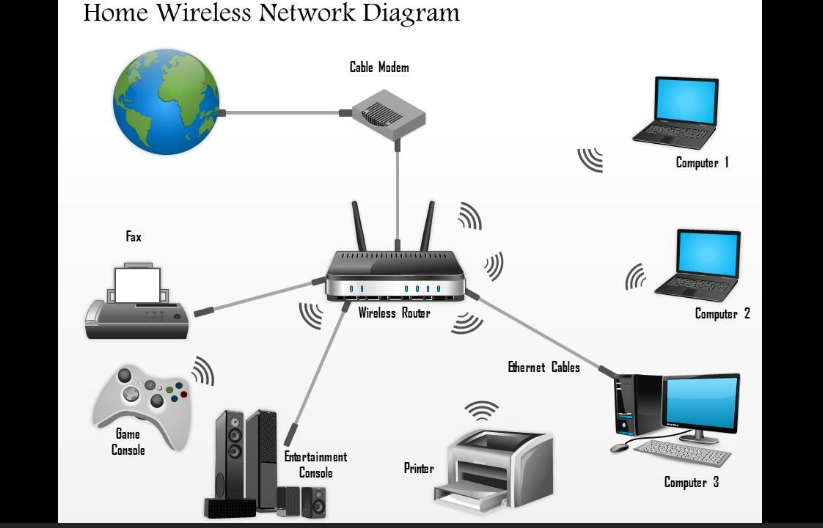 Home Wireless Network Diagram
Cable Modem
Computer 1
Fax
Computer 2
Wireless Router
Ethernet Cables
Game
Console
Entertainment
Console
Printer
Computer 3